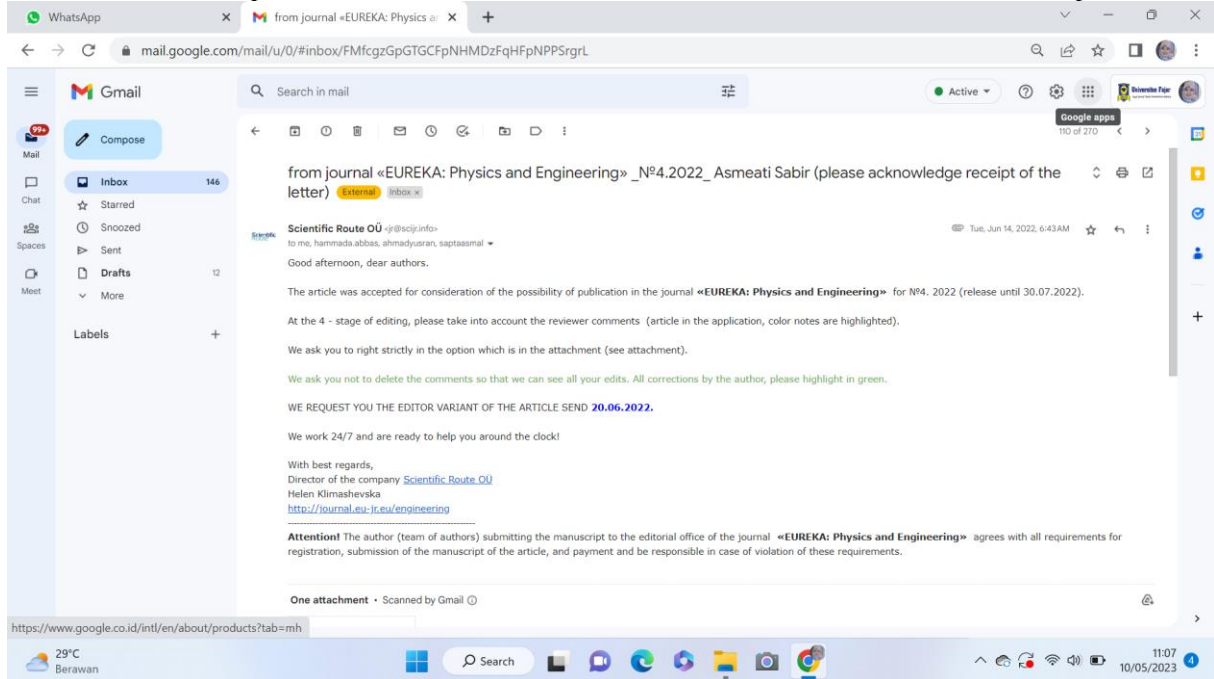 WhatsApp
from journal «EUREKA: Physics a
mail.google.com/mail/u/0/#inbox/FMfcgzGpGTGCFpNHMDzFqHFpNPPSrgrL
Gmail
Search in mail
Active
Universitas Fajar
Google apps
99+
Mail
Compose
110 of 270
Inbox 146
Chat
Starred
Snoozed
Spaces
Sent
Drafts 12
Meet
More
Labels
from journal «EUREKA: Physics and Engineering» _Nº4.2022_ Asmeati Sabir (please acknowledge receipt of the
letter) External Inbox ×
Scientific Route OÜ <jr@scijr.info> Tue, Jun 14, 2022, 6:43 AM
to me, hammada.abbas, ahmadyusran, saptaasmal
Good afternoon, dear authors.
The article was accepted for consideration of the possibility of publication in the journal «EUREKA: Physics and Engineering» for Nº4. 2022 (release until 30.07.2022).
At the 4 - stage of editing, please take into account the reviewer comments (article in the application, color notes are highlighted).
We ask you to right strictly in the option which is in the attachment (see attachment).
We ask you not to delete the comments so that we can see all your edits. All corrections by the author, please highlight in green.
WE REQUEST YOU THE EDITOR VARIANT OF THE ARTICLE SEND 20.06.2022.
We work 24/7 and are ready to help you around the clock!
With best regards,
Director of the company Scientific Route OÜ
Helen Klimashevska
http://journal.eu-jr.eu/engineering
Attention! The author (team of authors) submitting the manuscript to the editorial office of the journal «EUREKA: Physics and Engineering» agrees with all requirements for
registration, submission of the manuscript of the article, and payment and be responsible in case of violation of these requirements.
One attachment • Scanned by Gmail
https://www.google.co.id/intl/en/about/products?tab=mh
29°C
Berawan
Search
11:07
10/05/2023
4